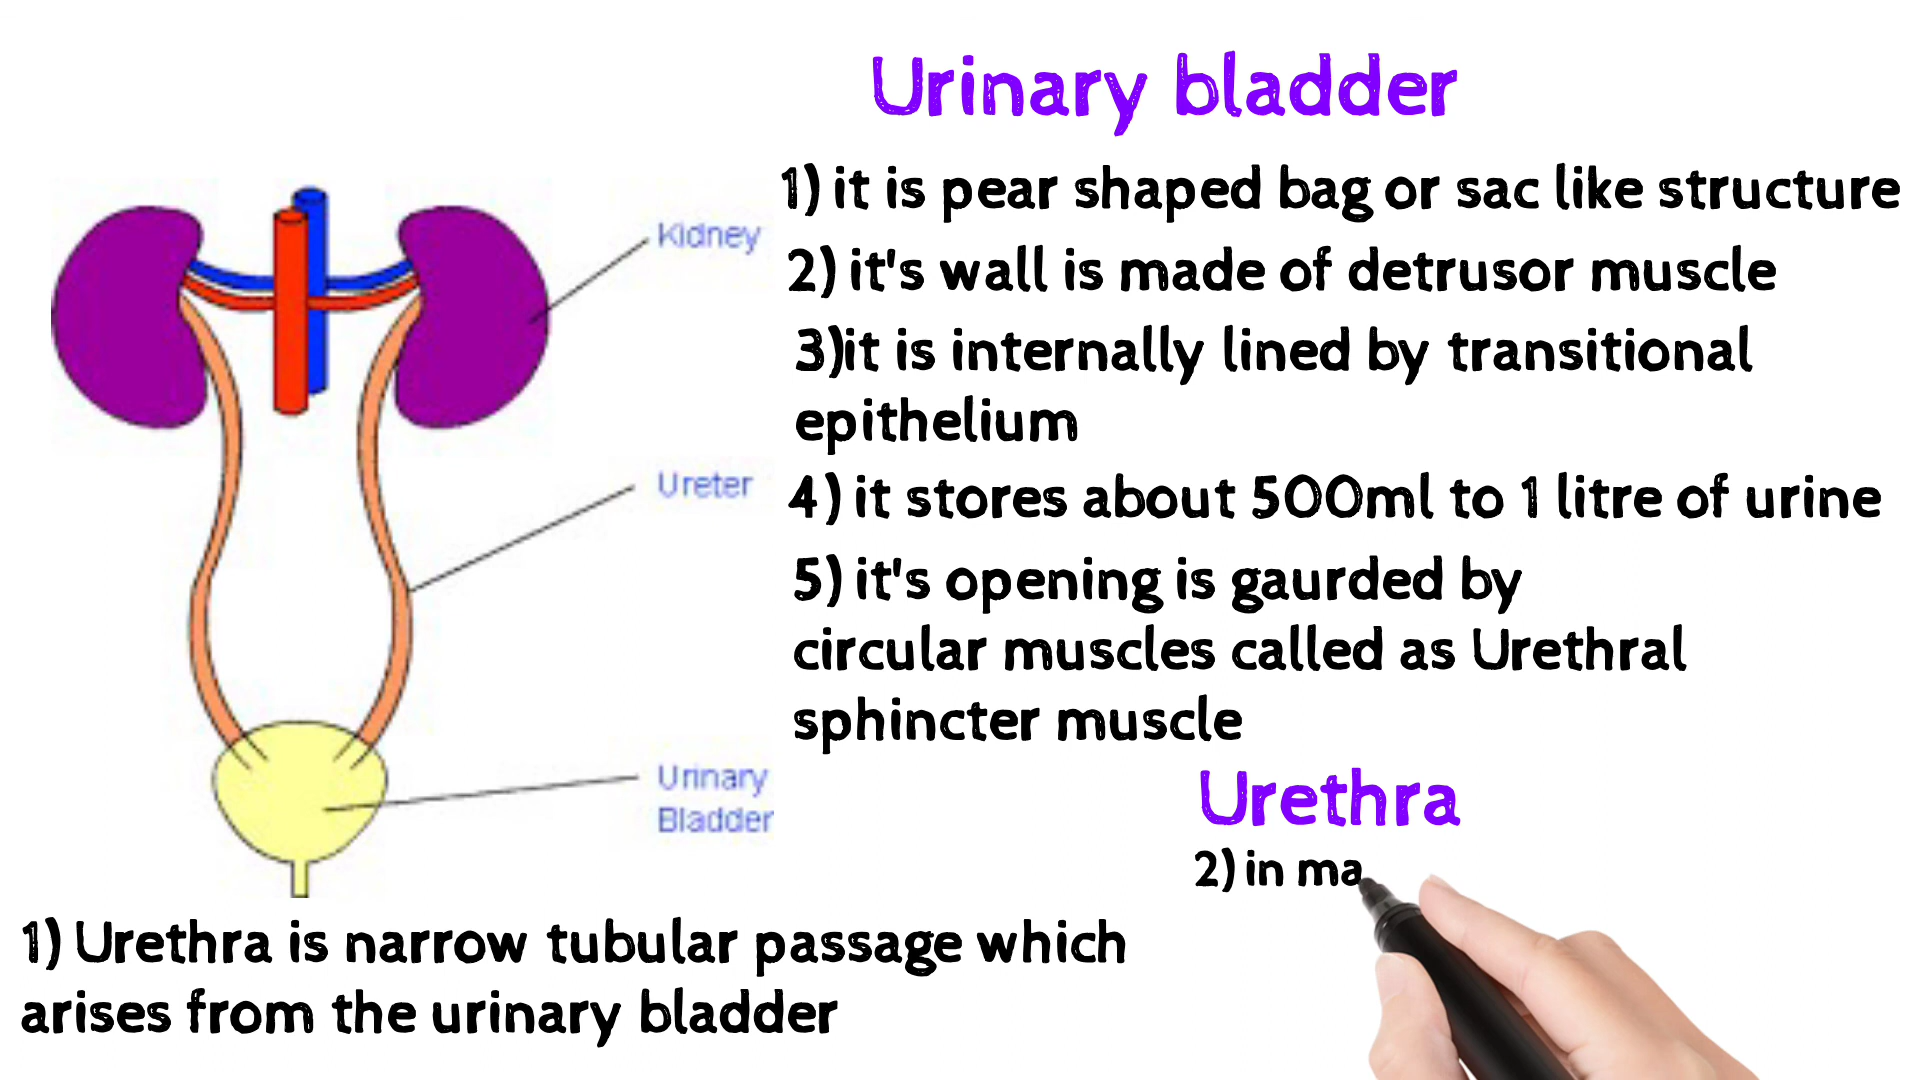 Urinary bladder
1) it is pear shaped bag or sac like structure
2) it's wall is made of detrusor muscle
3)it is internally lined by transitional
epithelium
4) it stores about 500ml to 1 litre of urine
5) it's opening is gaurded by
circular muscles called as Urethral
sphincter muscle
Kidney
Ureter
Urinary
Bladder
Urethra
1) Urethra is narrow tubular passage which
arises from the urinary bladder
2) in ma